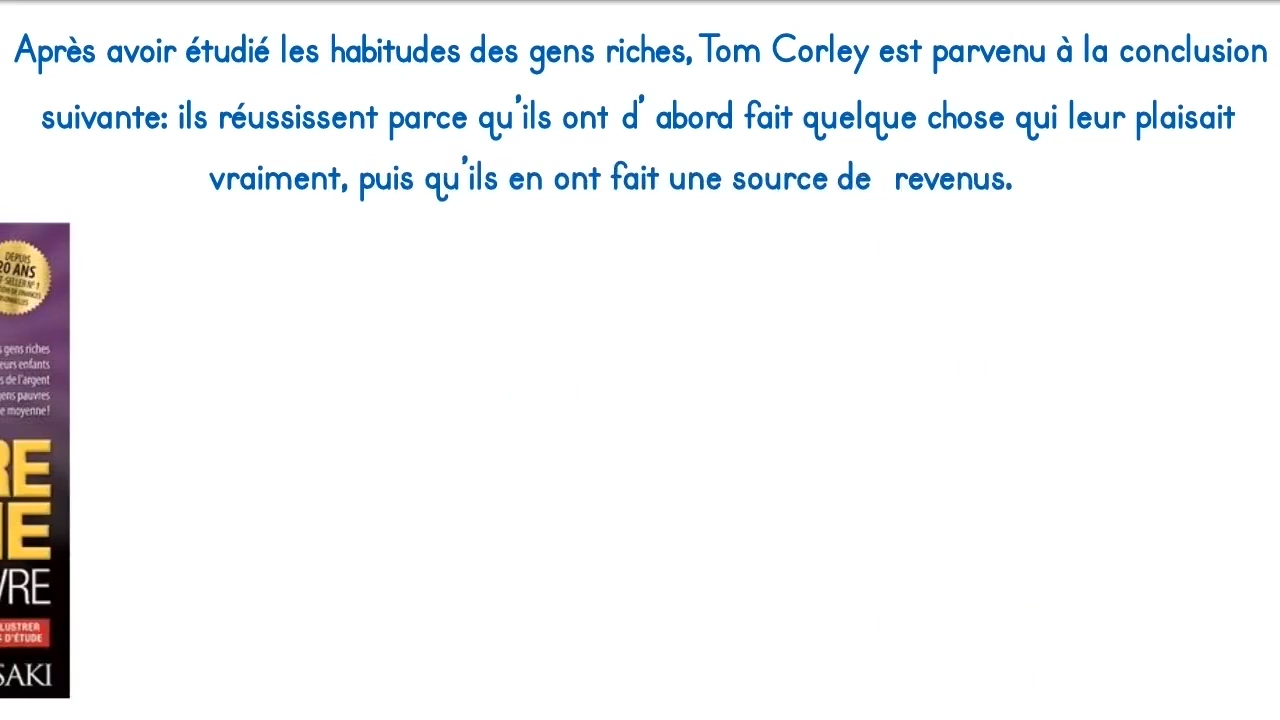 Après avoir étudié les habitudes des gens riches, Tom Corley est parvenu à la conclusion
suivante: ils réussissent parce qu'ils ont d' abord fait quelque chose qui leur plaisait
vraiment, puis qu'ils en ont fait une source de revenus.
DEPUIS
20 ANS
gens riches
eurs enfants
de l'argent
ens pauvres
e moyenne!
RE
E
VRE
LUSTRER
D'ÉTUDE
SAKI